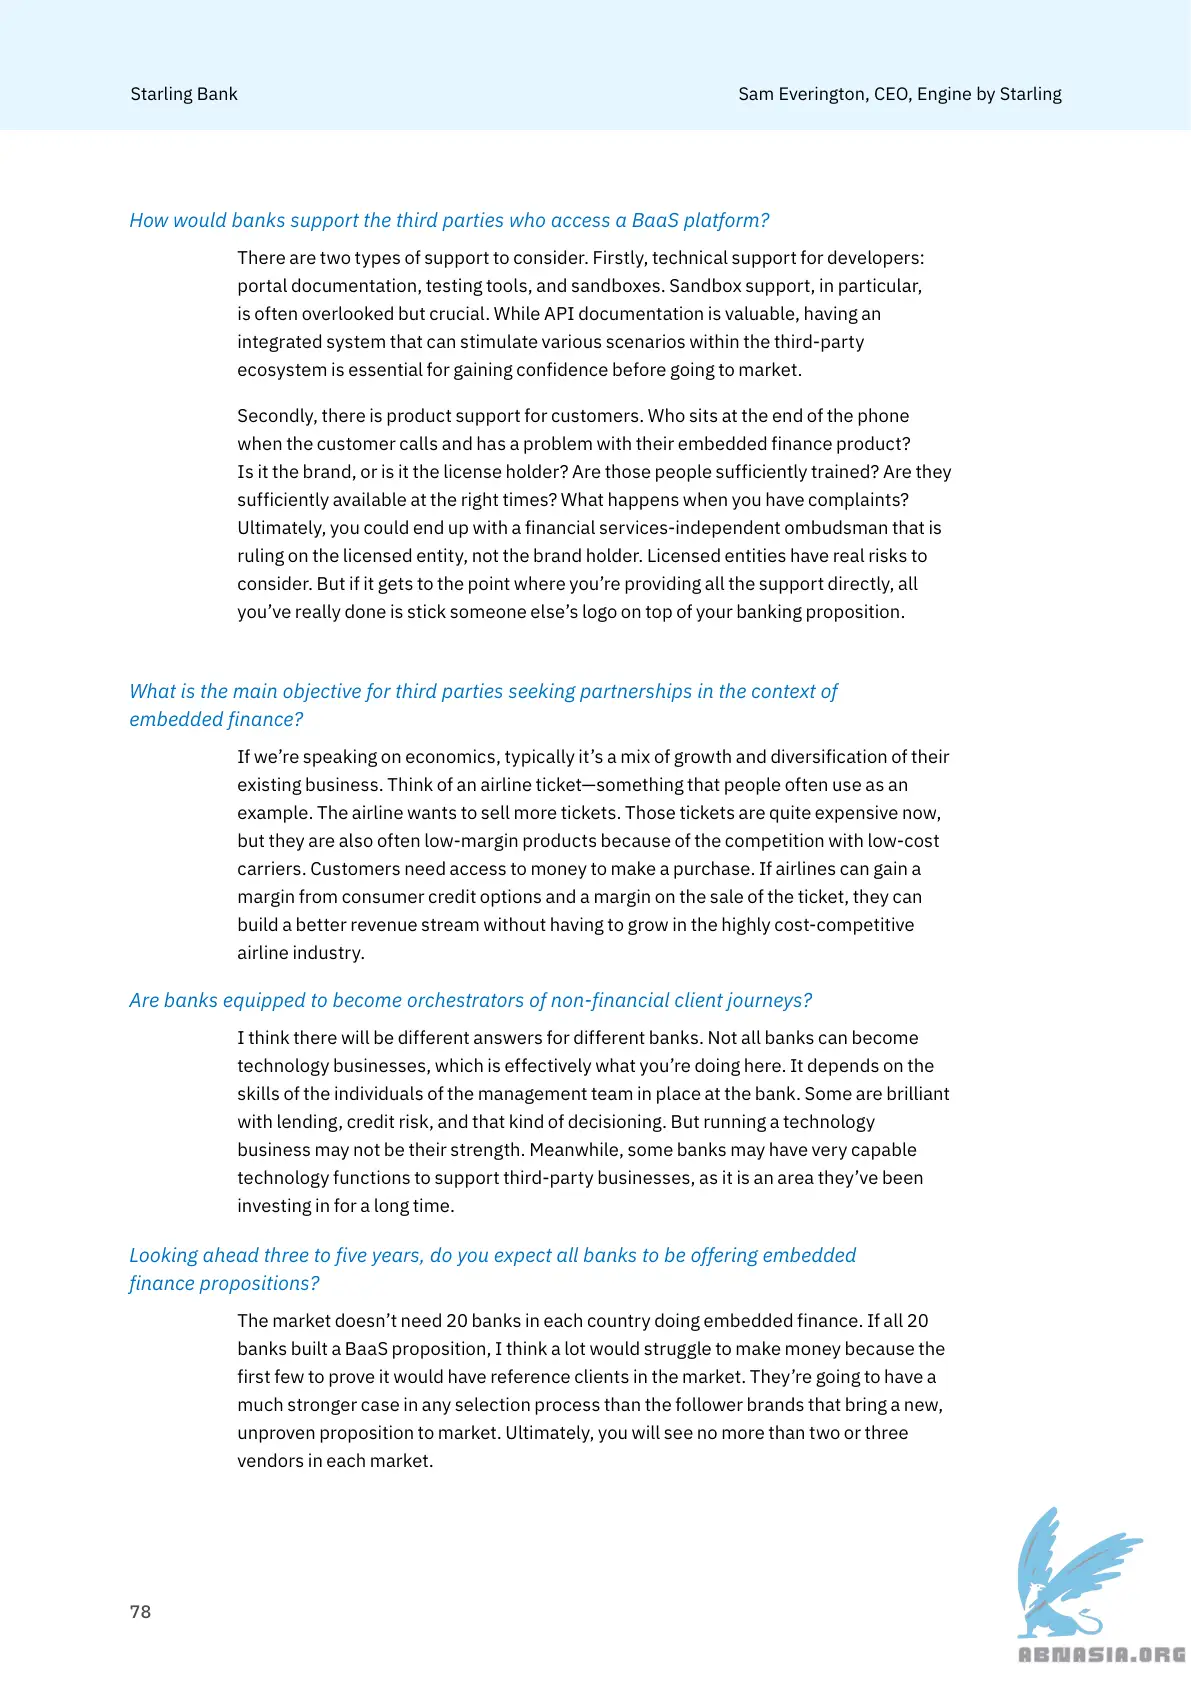 Starling Bank
Sam Everington, CEO, Engine by Starling
How would banks support the third parties who access a BaaS platform?
There are two types of support to consider. Firstly, technical support for developers:
portal documentation, testing tools, and sandboxes. Sandbox support, in particular,
is often overlooked but crucial. While API documentation is valuable, having an
integrated system that can stimulate various scenarios within the third-party
ecosystem is essential for gaining confidence before going to market.
Secondly, there is product support for customers. Who sits at the end of the phone
when the customer calls and has a problem with their embedded finance product?
Is it the brand, or is it the license holder? Are those people sufficiently trained? Are they
sufficiently available at the right times? What happens when you have complaints?
Ultimately, you could end up with a financial services-independent ombudsman that is
ruling on the licensed entity, not the brand holder. Licensed entities have real risks to
consider. But if it gets to the point where you’re providing all the support directly, all
you’ve really done is stick someone else’s logo on top of your banking proposition.
What is the main objective for third parties seeking partnerships in the context of
embedded finance?
If we’re speaking on economics, typically it’s a mix of growth and diversification of their
existing business. Think of an airline ticket—something that people often use as an
example. The airline wants to sell more tickets. Those tickets are quite expensive now,
but they are also often low-margin products because of the competition with low-cost
carriers. Customers need access to money to make a purchase. If airlines can gain a
margin from consumer credit options and a margin on the sale of the ticket, they can
build a better revenue stream without having to grow in the highly cost-competitive
airline industry.
Are banks equipped to become orchestrators of non-financial client journeys?
I think there will be different answers for different banks. Not all banks can become
technology businesses, which is effectively what you’re doing here. It depends on the
skills of the individuals of the management team in place at the bank. Some are brilliant
with lending, credit risk, and that kind of decisioning. But running a technology
business may not be their strength. Meanwhile, some banks may have very capable
technology functions to support third-party businesses, as it is an area they’ve been
investing in for a long time.
Looking ahead three to five years, do you expect all banks to be offering embedded
finance propositions?
The market doesn’t need 20 banks in each country doing embedded finance. If all 20
banks built a BaaS proposition, I think a lot would struggle to make money because the
first few to prove it would have reference clients in the market. They’re going to have a
much stronger case in any selection process than the follower brands that bring a new,
unproven proposition to market. Ultimately, you will see no more than two or three
vendors in each market.
78
ABNASIA.ORG